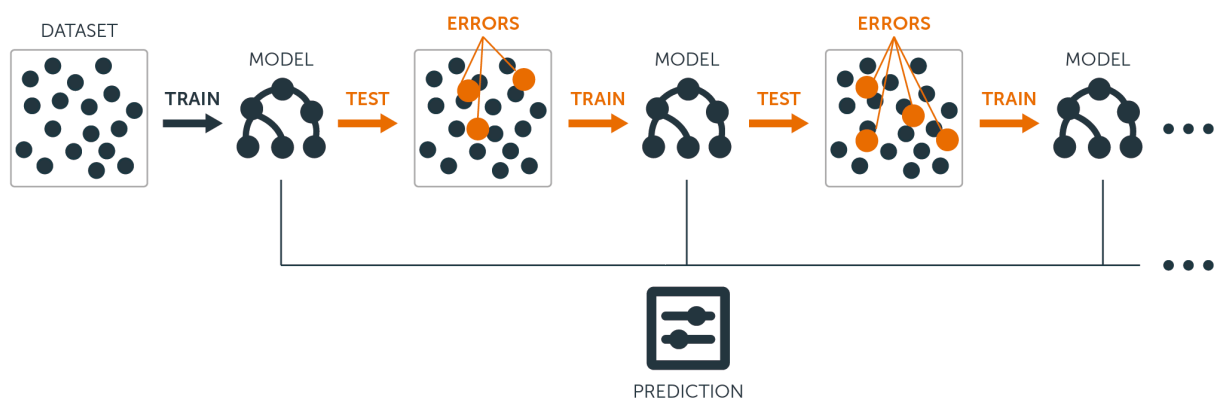 DATASET
TRAIN
MODEL
TEST
ERRORS
TRAIN
MODEL
TEST
ERRORS
TRAIN
MODEL
PREDICTION